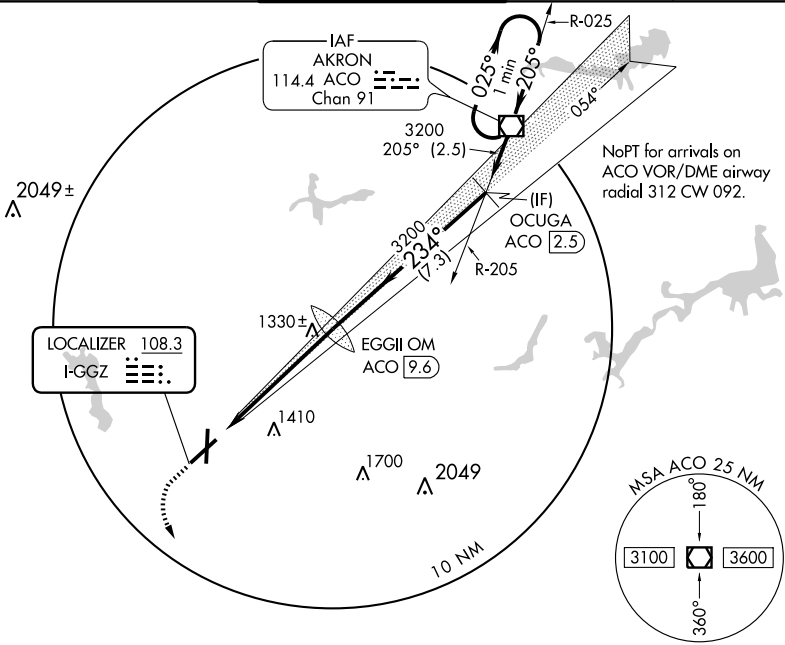 R-025
IAF
AKRON
114.4 ACO
Chan 91
025°
1 min
205°
054°
3200
205° (2.5)
NoPT for arrivals on
ACO VOR/DME airway
radial 312 CW 092.
2049±
(IF)
OCUGA
ACO 2.5
3200
234°
(7.3)
R-205
1330±
EGGII OM
ACO 9.6
LOCALIZER 108.3
I-GGZ
1410
1700
2049
10 NM
MSA ACO 25 NM
180°
3100
3600
360°